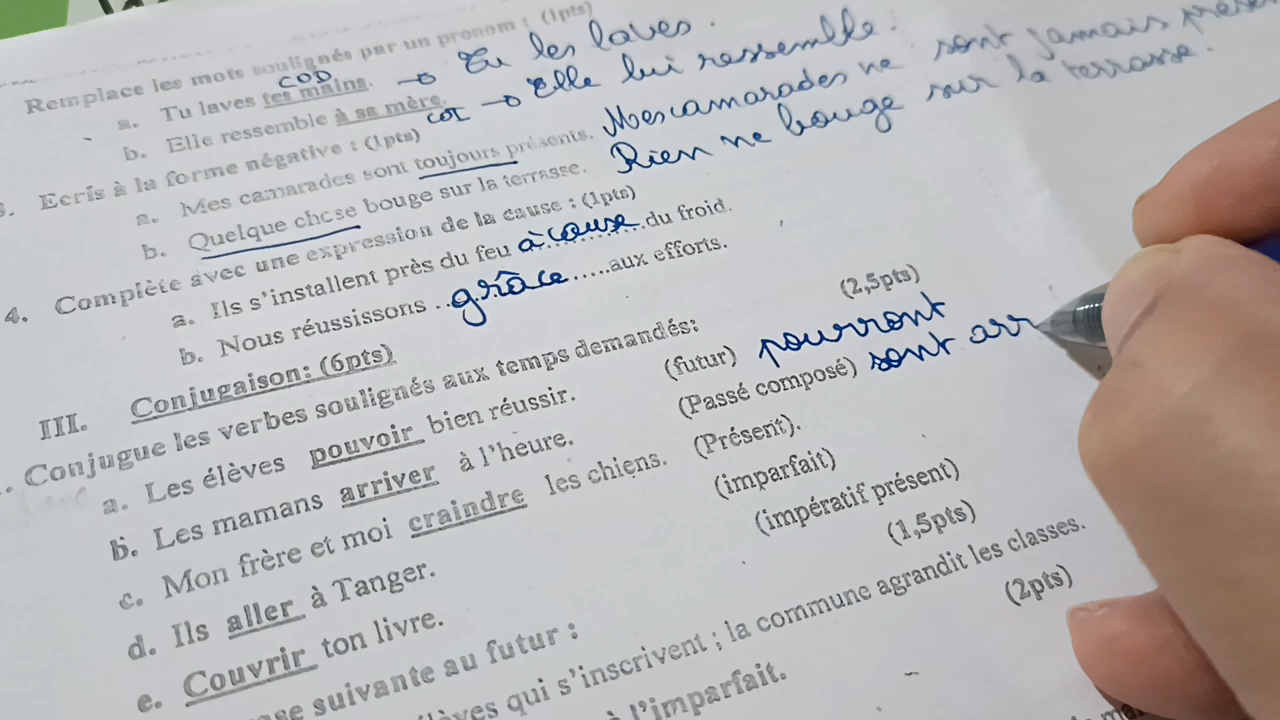 Remplace les mots soulignés par un pronom : (1pts)
COD
a. Tu laves tes mains. → Tu les laves.
b. Elle ressemble à sa mère. COI → Elle lui ressemble.
3. Ecris à la forme négative : (1pts)
a. Mes camarades sont toujours présents. Mes camarades ne sont jamais
b. Quelque chose bouge sur la terrasse. Rien ne bouge sur la terrasse.
4. Complète avec une expression de la cause : (1pts)
a. Ils s'installent près du feu à cause du froid.
b. Nous réussissons ..grâce.....aux efforts.
III. Conjugaison: (6pts)
. Conjugue les verbes soulignés aux temps demandés: (2,5pts)
a. Les élèves pouvoir bien réussir. (futur) pourront
b. Les mamans arriver à l'heure. (Passé composé) sont arr
c. Mon frère et moi craindre les chiens. (Présent).
d. Ils aller à Tanger. (imparfait)
e. Couvrir ton livre. (impératif présent)
suivante au futur : (1,5pts)
qui s'inscrivent ; la commune agrandit les classes.
l'imparfait. (2pts)